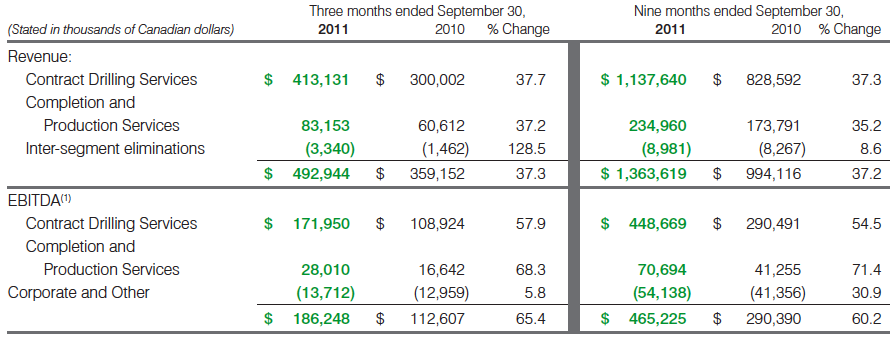 Three months ended September 30, Nine months ended September 30,
(Stated in thousands of Canadian dollars) 2011 2010 % Change 2011 2010 % Change
Revenue:
Contract Drilling Services $ 413,131 $ 300,002 37.7 $ 1,137,640 $ 828,592 37.3
Completion and
Production Services 83,153 60,612 37.2 234,960 173,791 35.2
Inter-segment eliminations (3,340) (1,462) 128.5 (8,981) (8,267) 8.6
$ 492,944 $ 359,152 37.3 $ 1,363,619 $ 994,116 37.2
EBITDA(1)
Contract Drilling Services $ 171,950 $ 108,924 57.9 $ 448,669 $ 290,491 54.5
Completion and
Production Services 28,010 16,642 68.3 70,694 41,255 71.4
Corporate and Other (13,712) (12,959) 5.8 (54,138) (41,356) 30.9
$ 186,248 $ 112,607 65.4 $ 465,225 $ 290,390 60.2